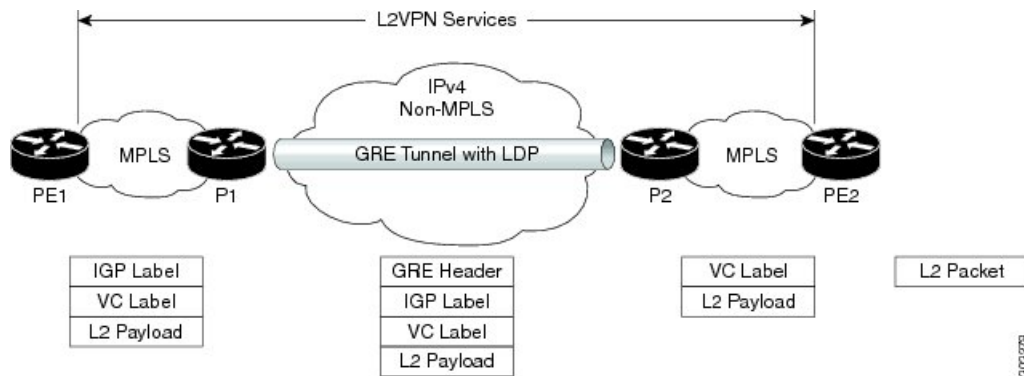 L2VPN Services
IPv4
Non-MPLS
MPLS
GRE Tunnel with LDP
MPLS
PE1
P1
P2
PE2
IGP Label
VC Label
L2 Payload
GRE Header
IGP Label
VC Label
L2 Payload
VC Label
L2 Payload
L2 Packet